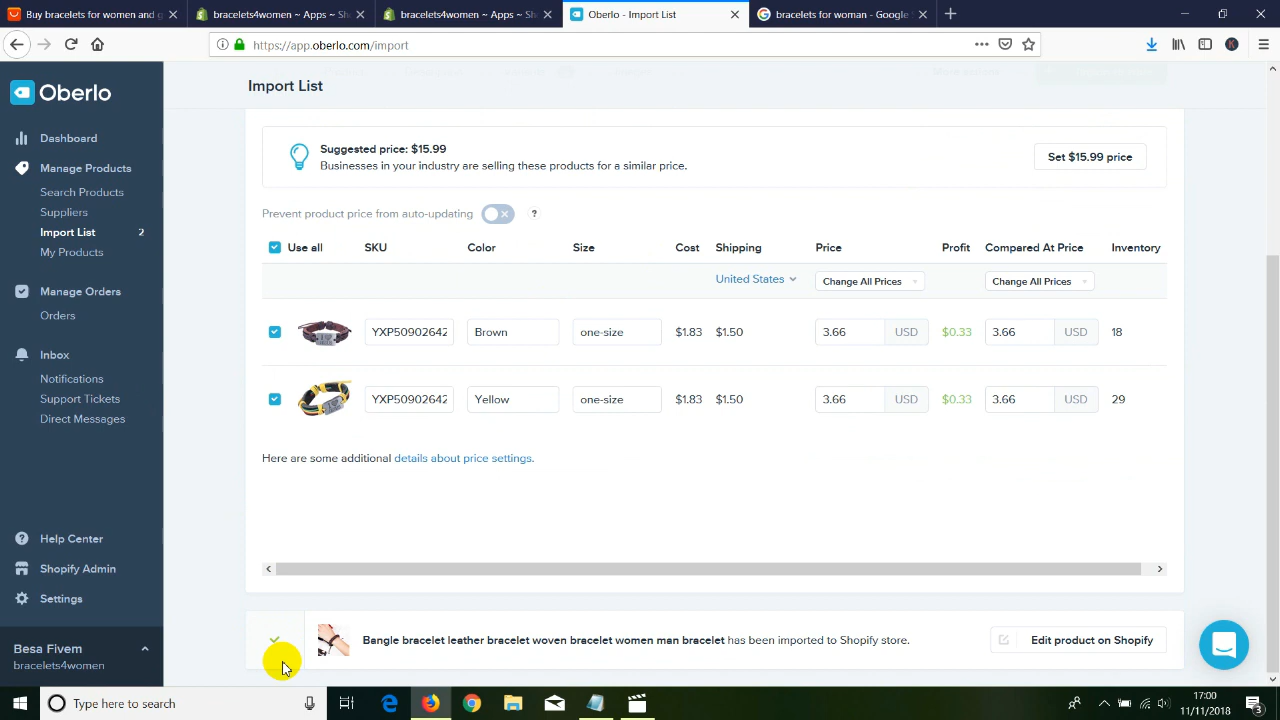 Buy bracelets for women and g
bracelets4women ~ Apps ~ Sh
bracelets4women ~ Apps ~ Sh
Oberlo - Import List
bracelets for woman - Google S
https://app.oberlo.com/import
Oberlo
Import List
Dashboard
Manage Products
Search Products
Suppliers
Import List 2
My Products
Manage Orders
Orders
Inbox
Notifications
Support Tickets
Direct Messages
Help Center
Shopify Admin
Settings
Besa Fivem
bracelets4women
Suggested price: $15.99
Businesses in your industry are selling these products for a similar price.
Set $15.99 price
Prevent product price from auto-updating ?
Use all SKU Color Size Cost Shipping Price Profit Compared At Price Inventory
United States Change All Prices Change All Prices
YXP50902642 Brown one-size $1.83 $1.50 3.66 USD $0.33 3.66 USD 18
YXP50902642 Yellow one-size $1.83 $1.50 3.66 USD $0.33 3.66 USD 29
Here are some additional details about price settings.
Bangle bracelet leather bracelet woven bracelet women man bracelet has been imported to Shopify store.
Edit product on Shopify
Type here to search
17:00
11/11/2018
3